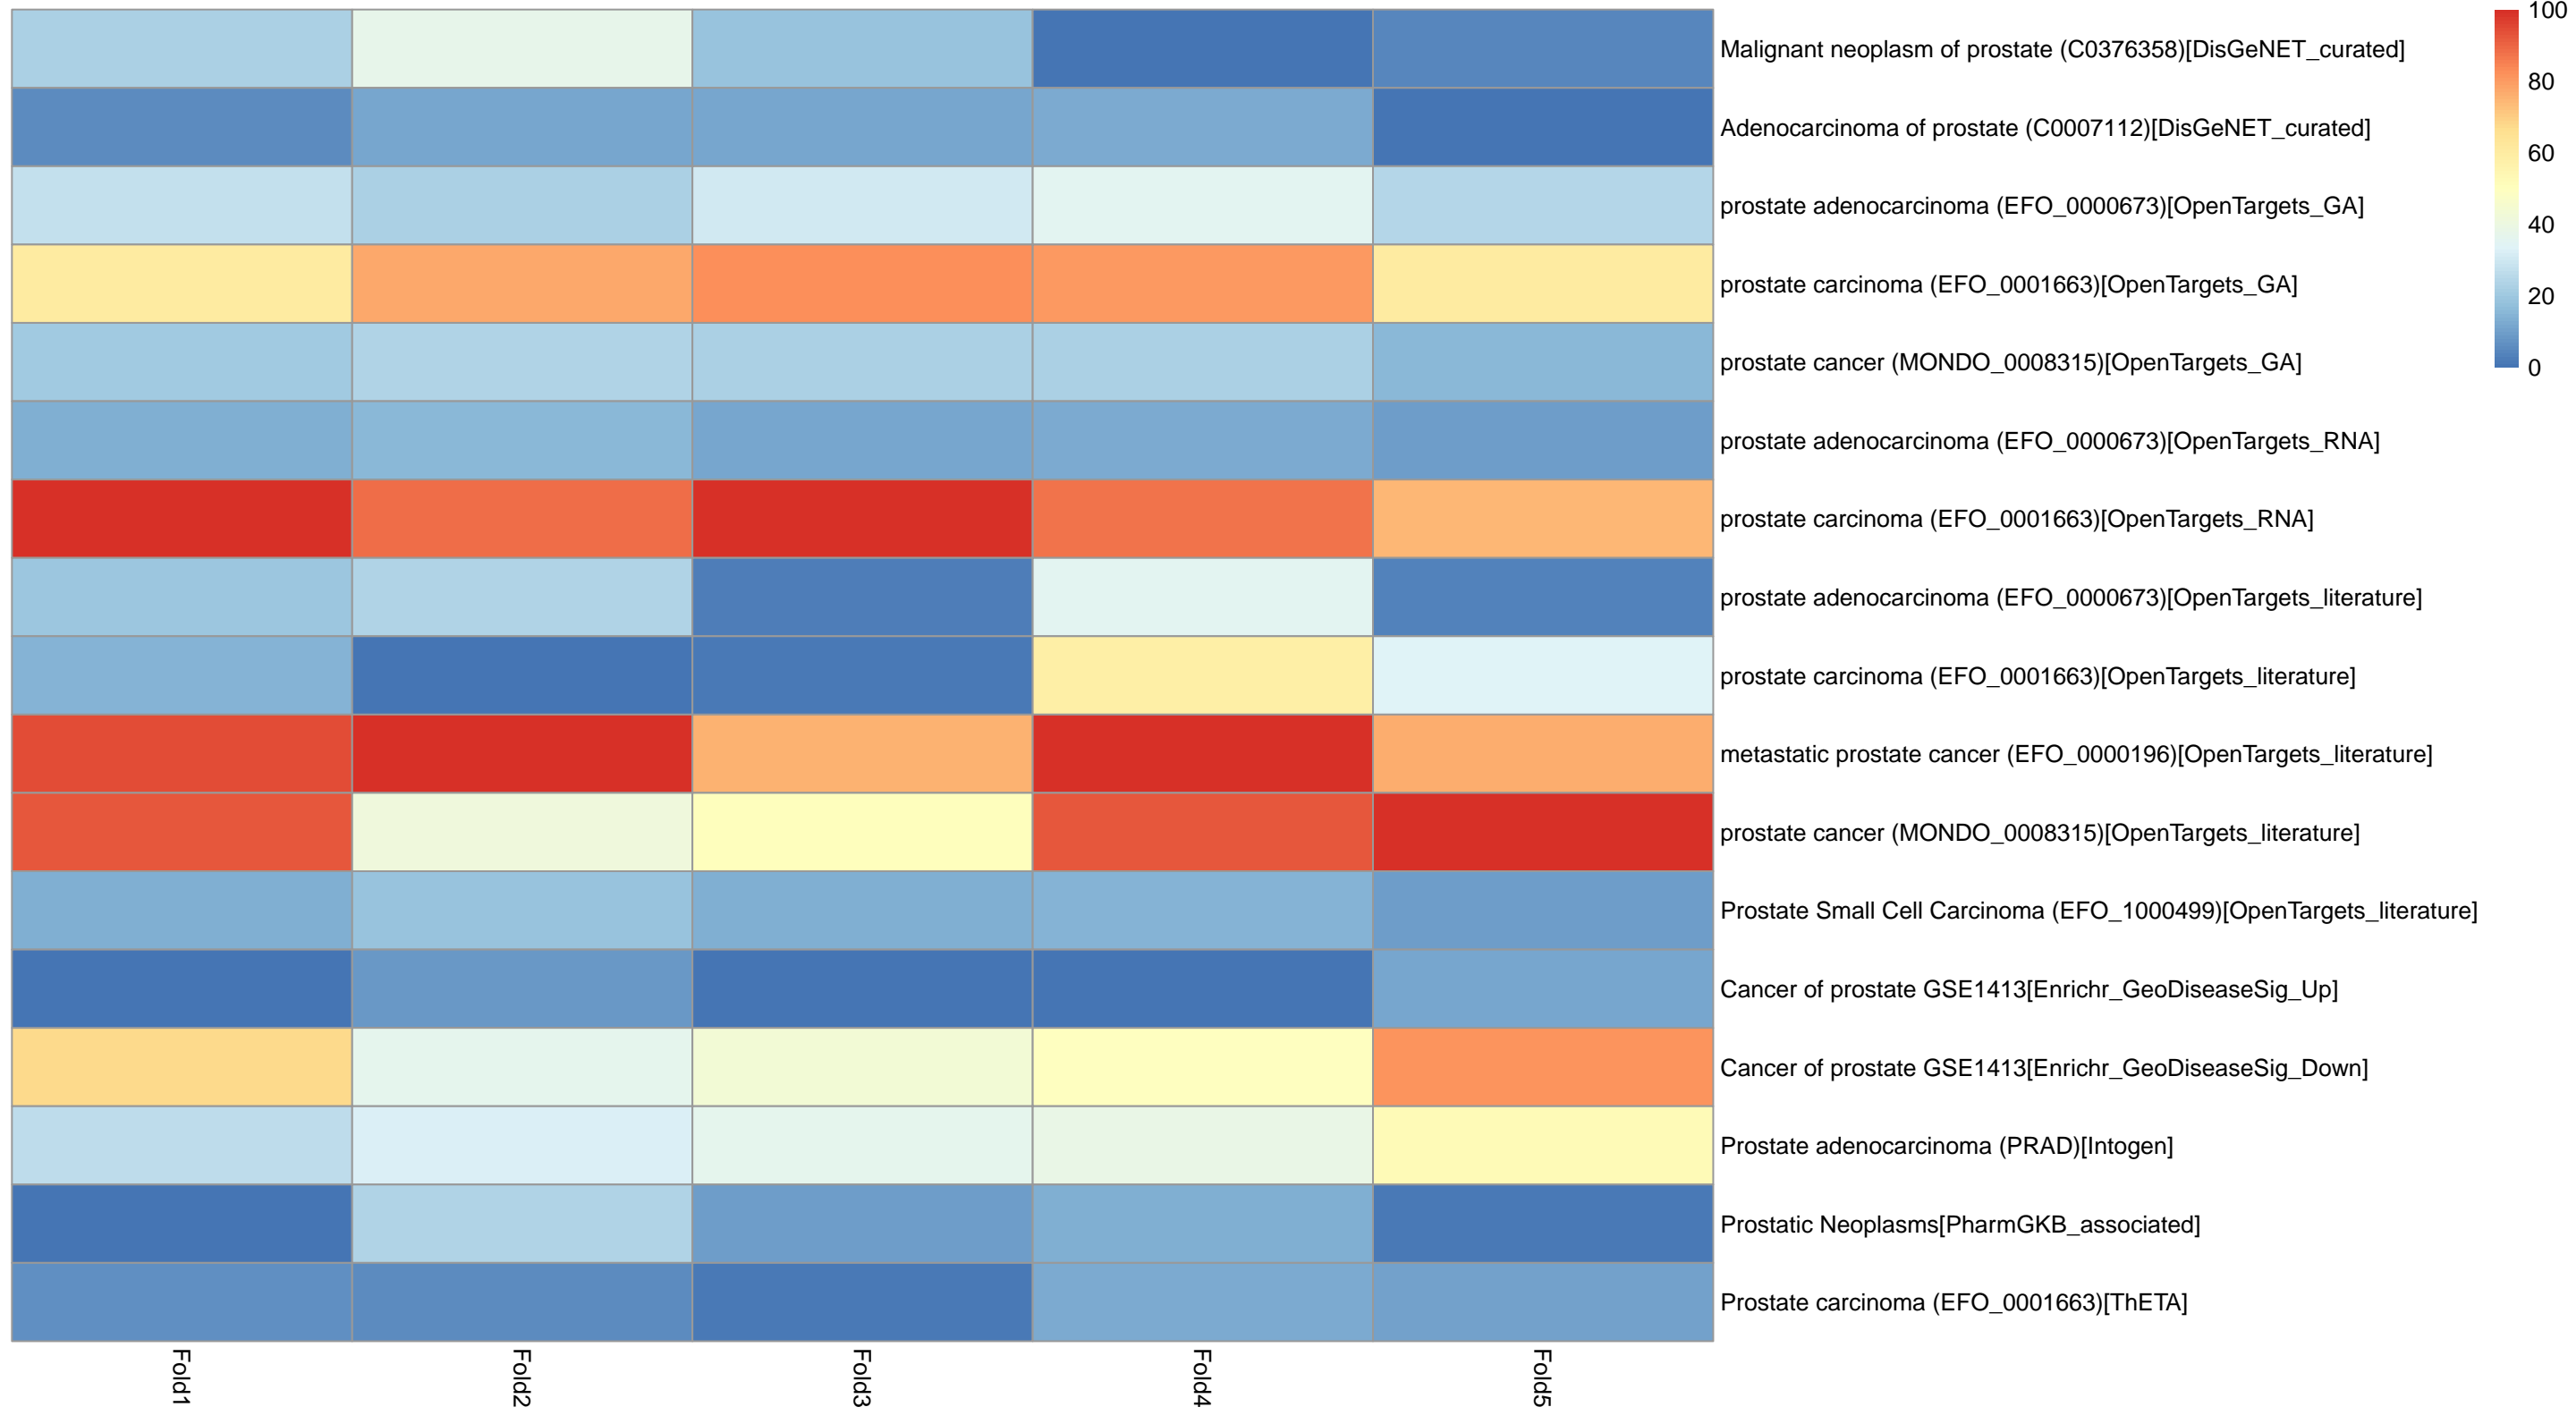 Malignant neoplasm of prostate (C0376358)[DisGeNET_curated]
Adenocarcinoma of prostate (C0007112)[DisGeNET_curated]
prostate adenocarcinoma (EFO_0000673)[OpenTargets_GA]
prostate carcinoma (EFO_0001663)[OpenTargets_GA]
prostate cancer (MONDO_0008315)[OpenTargets_GA]
prostate adenocarcinoma (EFO_0000673)[OpenTargets_RNA]
prostate carcinoma (EFO_0001663)[OpenTargets_RNA]
prostate adenocarcinoma (EFO_0000673)[OpenTargets_literature]
prostate carcinoma (EFO_0001663)[OpenTargets_literature]
metastatic prostate cancer (EFO_0000196)[OpenTargets_literature]
prostate cancer (MONDO_0008315)[OpenTargets_literature]
Prostate Small Cell Carcinoma (EFO_1000499)[OpenTargets_literature]
Cancer of prostate GSE1413[Enrichr_GeoDiseaseSig_Up]
Cancer of prostate GSE1413[Enrichr_GeoDiseaseSig_Down]
Prostate adenocarcinoma (PRAD)[Intogen]
Prostatic Neoplasms[PharmGKB_associated]
Prostate carcinoma (EFO_0001663)[ThETA]
Fold1
Fold2
Fold3
Fold4
Fold5
100
80
60
40
20
0